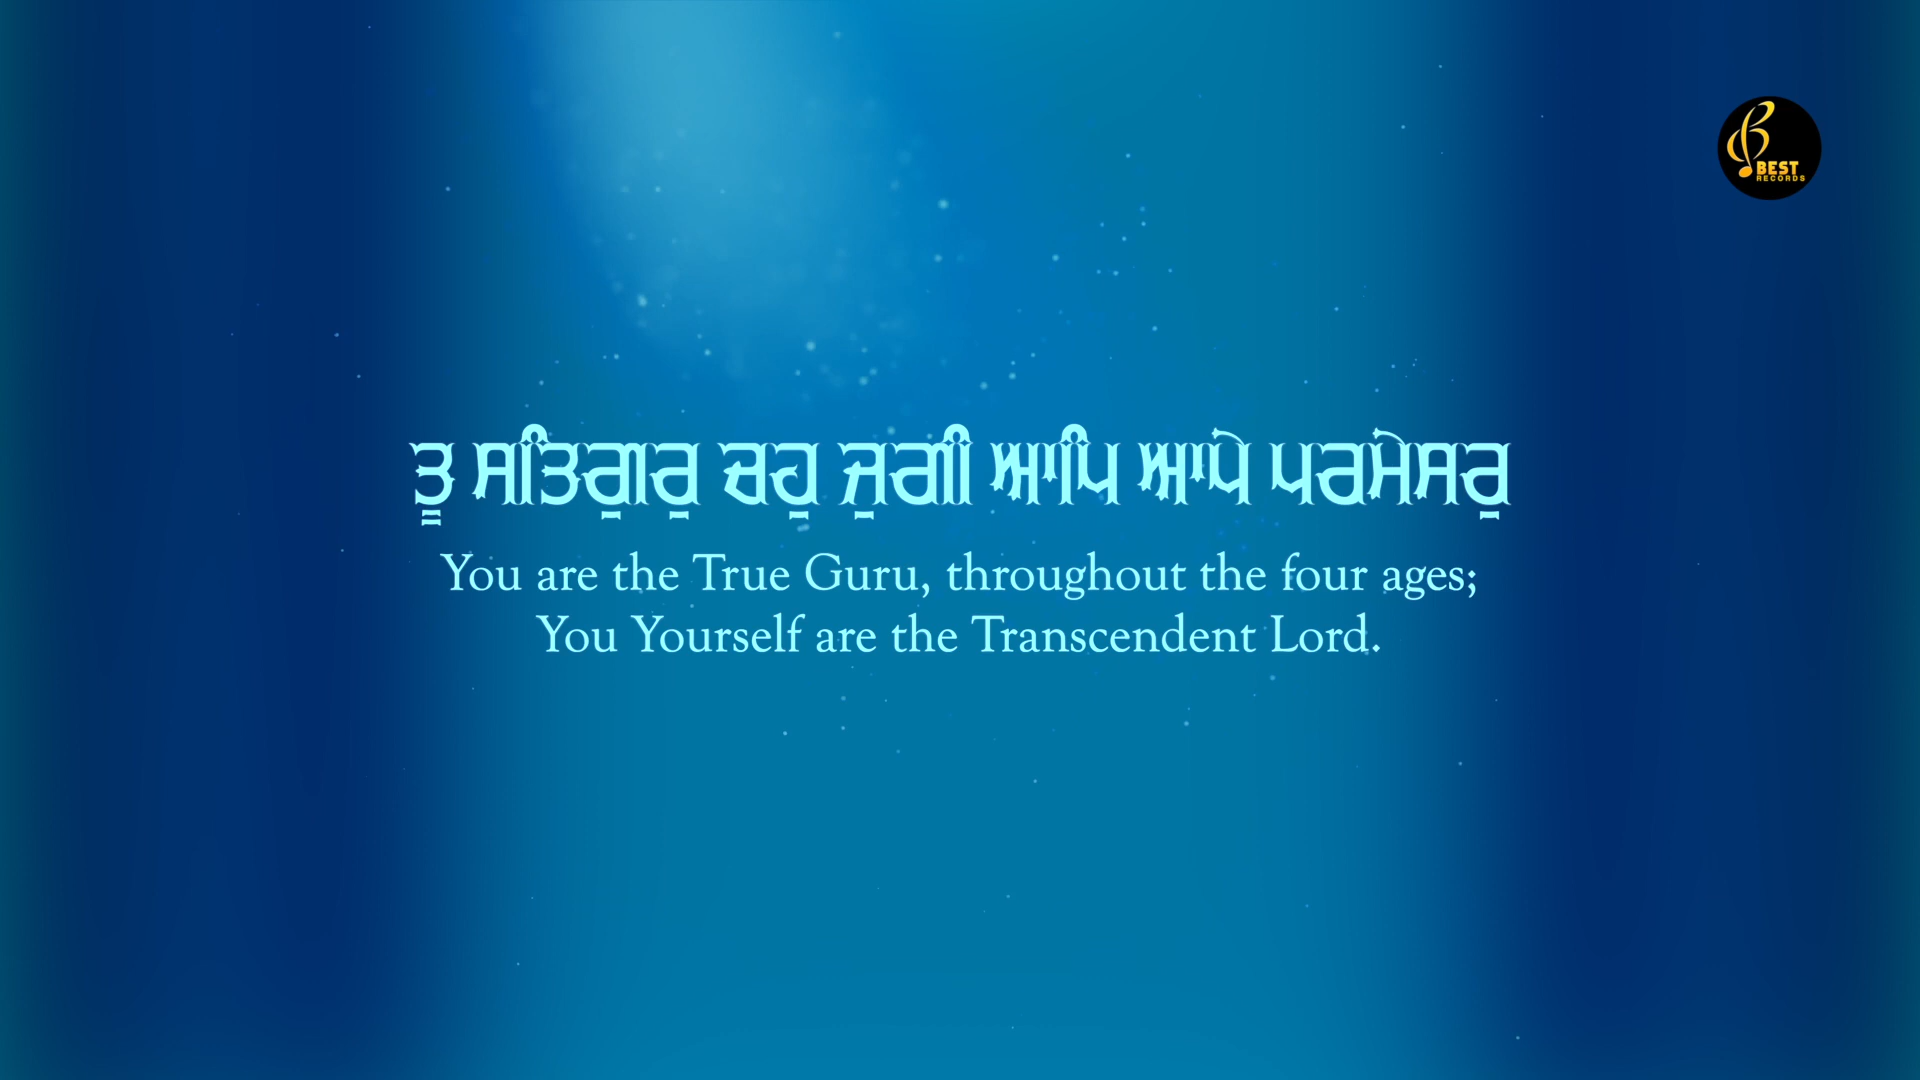 ਤੂ ਸਤਿਗੁਰੁ ਚਹੁ ਜੁਗੀ ਆਪਿ ਆਪੇ ਪਰਮੇਸਰੁ
You are the True Guru, throughout the four ages;
You Yourself are the Transcendent Lord.
BEST
RECORDS